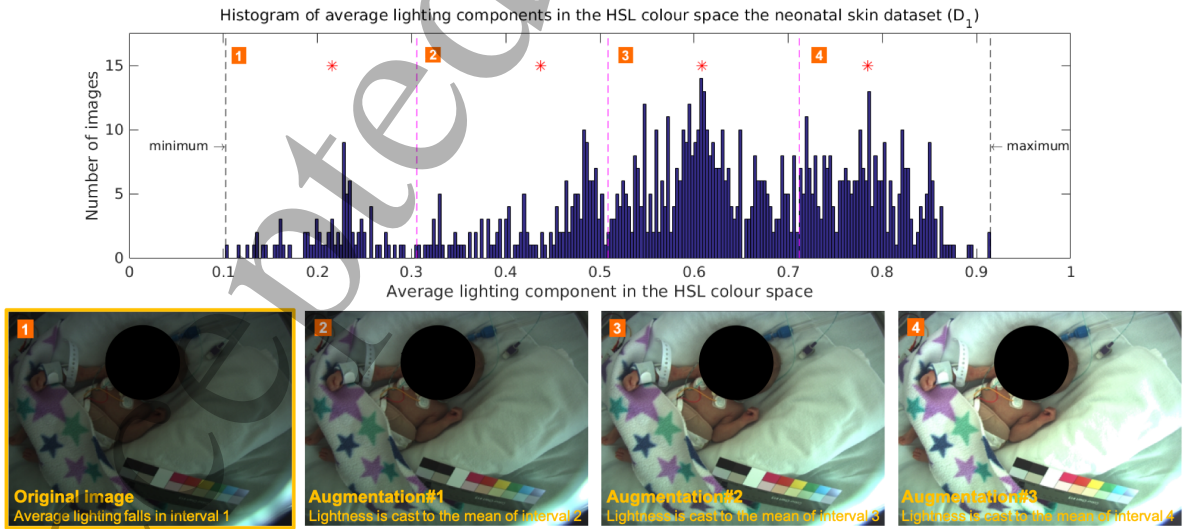 Histogram of average lighting components in the HSL colour space the neonatal skin dataset (D1)
Number of images
15
10
5
0
1
2
3
4
minimum
maximum
0
0.1
0.2
0.3
0.4
0.5
0.6
0.7
0.8
0.9
1
Average lighting component in the HSL colour space
1
Original image
Average lighting falls in interval 1
2
Augmentation#1
Lightness is cast to the mean of interval 2
3
Augmentation#2
Lightness is cast to the mean of interval 3
4
Augmentation#3
Lightness is cast to the mean of interval 4
pted